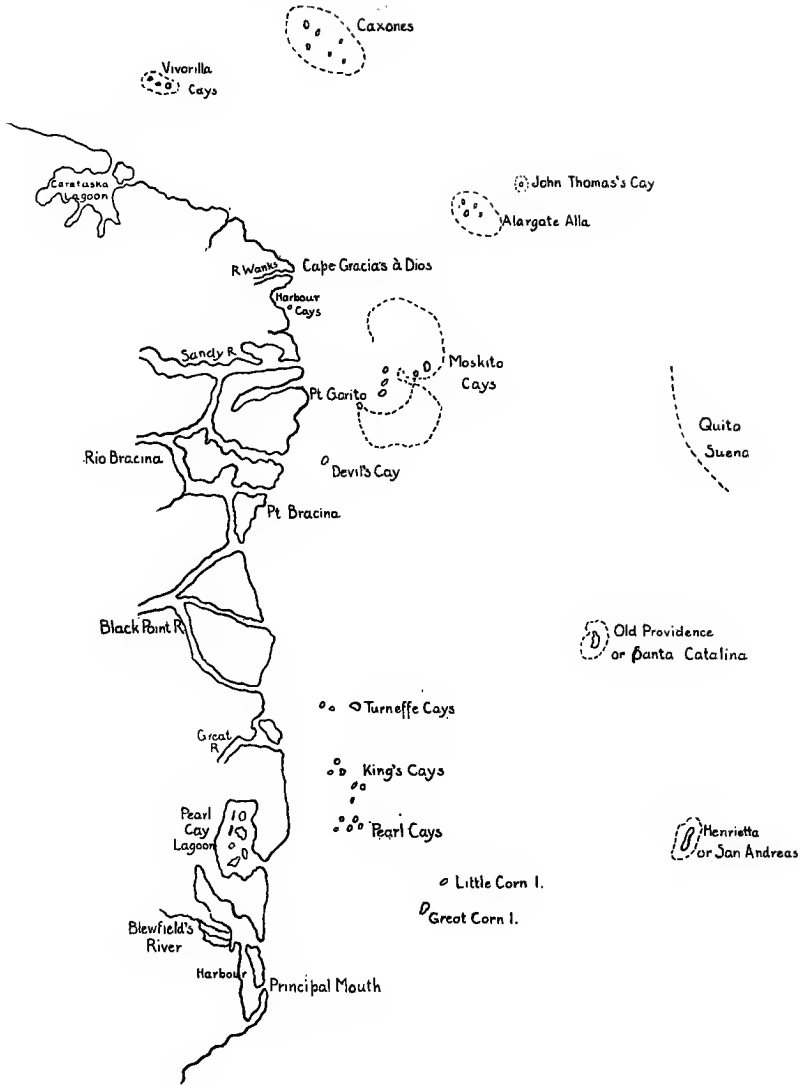 Caxones
Vivorilla
Cays
Carataska
Lagoon
John Thomas's Cay
Alargate Alla
R Wanks
Cape Gracias à Dios
Harbour
Cays
Sandy R.
Moskito
Cays
Pt Gorito
Quito
Suena
Rio Bracina
Devil's Cay
Pt Bracina
Black Point R.
Old Providence
or Santa Catalina
Turneffe Cays
Great
R
King's Cays
Pearl
Cay
Lagoon
Pearl Cays
Henrietta
or San Andreas
Little Corn I.
Great Corn I.
Blewfield's
River
Harbour
Principal Mouth